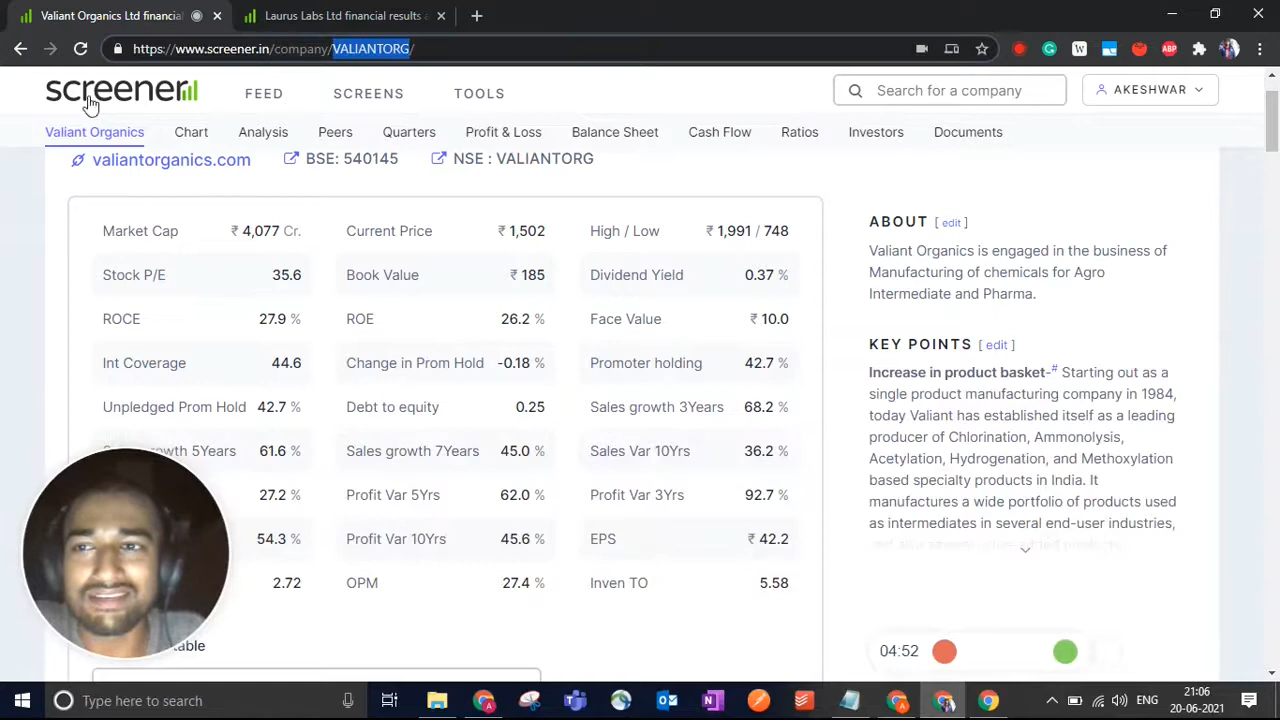 Valiant Organics Ltd financial
Laurus Labs Ltd financial results a
https://www.screener.in/company/VALIANTORG/
screener
FEED
SCREENS
TOOLS
Search for a company
AKESHWAR
Valiant Organics
Chart
Analysis
Peers
Quarters
Profit & Loss
Balance Sheet
Cash Flow
Ratios
Investors
Documents
valiantorganics.com
BSE: 540145
NSE : VALIANTORG
Market Cap ₹ 4,077 Cr.
Current Price ₹ 1,502
High / Low ₹ 1,991 / 748
Stock P/E 35.6
Book Value ₹ 185
Dividend Yield 0.37 %
ROCE 27.9 %
ROE 26.2 %
Face Value ₹ 10.0
Int Coverage 44.6
Change in Prom Hold -0.18 %
Promoter holding 42.7 %
Unpledged Prom Hold 42.7 %
Debt to equity 0.25
Sales growth 3Years 68.2 %
growth 5Years 61.6 %
Sales growth 7Years 45.0 %
Sales Var 10Yrs 36.2 %
27.2 %
Profit Var 5Yrs 62.0 %
Profit Var 3Yrs 92.7 %
54.3 %
Profit Var 10Yrs 45.6 %
EPS ₹ 42.2
2.72
OPM 27.4 %
Inven TO 5.58
table
ABOUT [ edit ]
Valiant Organics is engaged in the business of
Manufacturing of chemicals for Agro
Intermediate and Pharma.
KEY POINTS [ edit ]
Increase in product basket-# Starting out as a
single product manufacturing company in 1984,
today Valiant has established itself as a leading
producer of Chlorination, Ammonolysis,
Acetylation, Hydrogenation, and Methoxylation
based specialty products in India. It
manufactures a wide portfolio of products used
as intermediates in several end-user industries,
04:52
Type here to search
ENG
21:06
20-06-2021